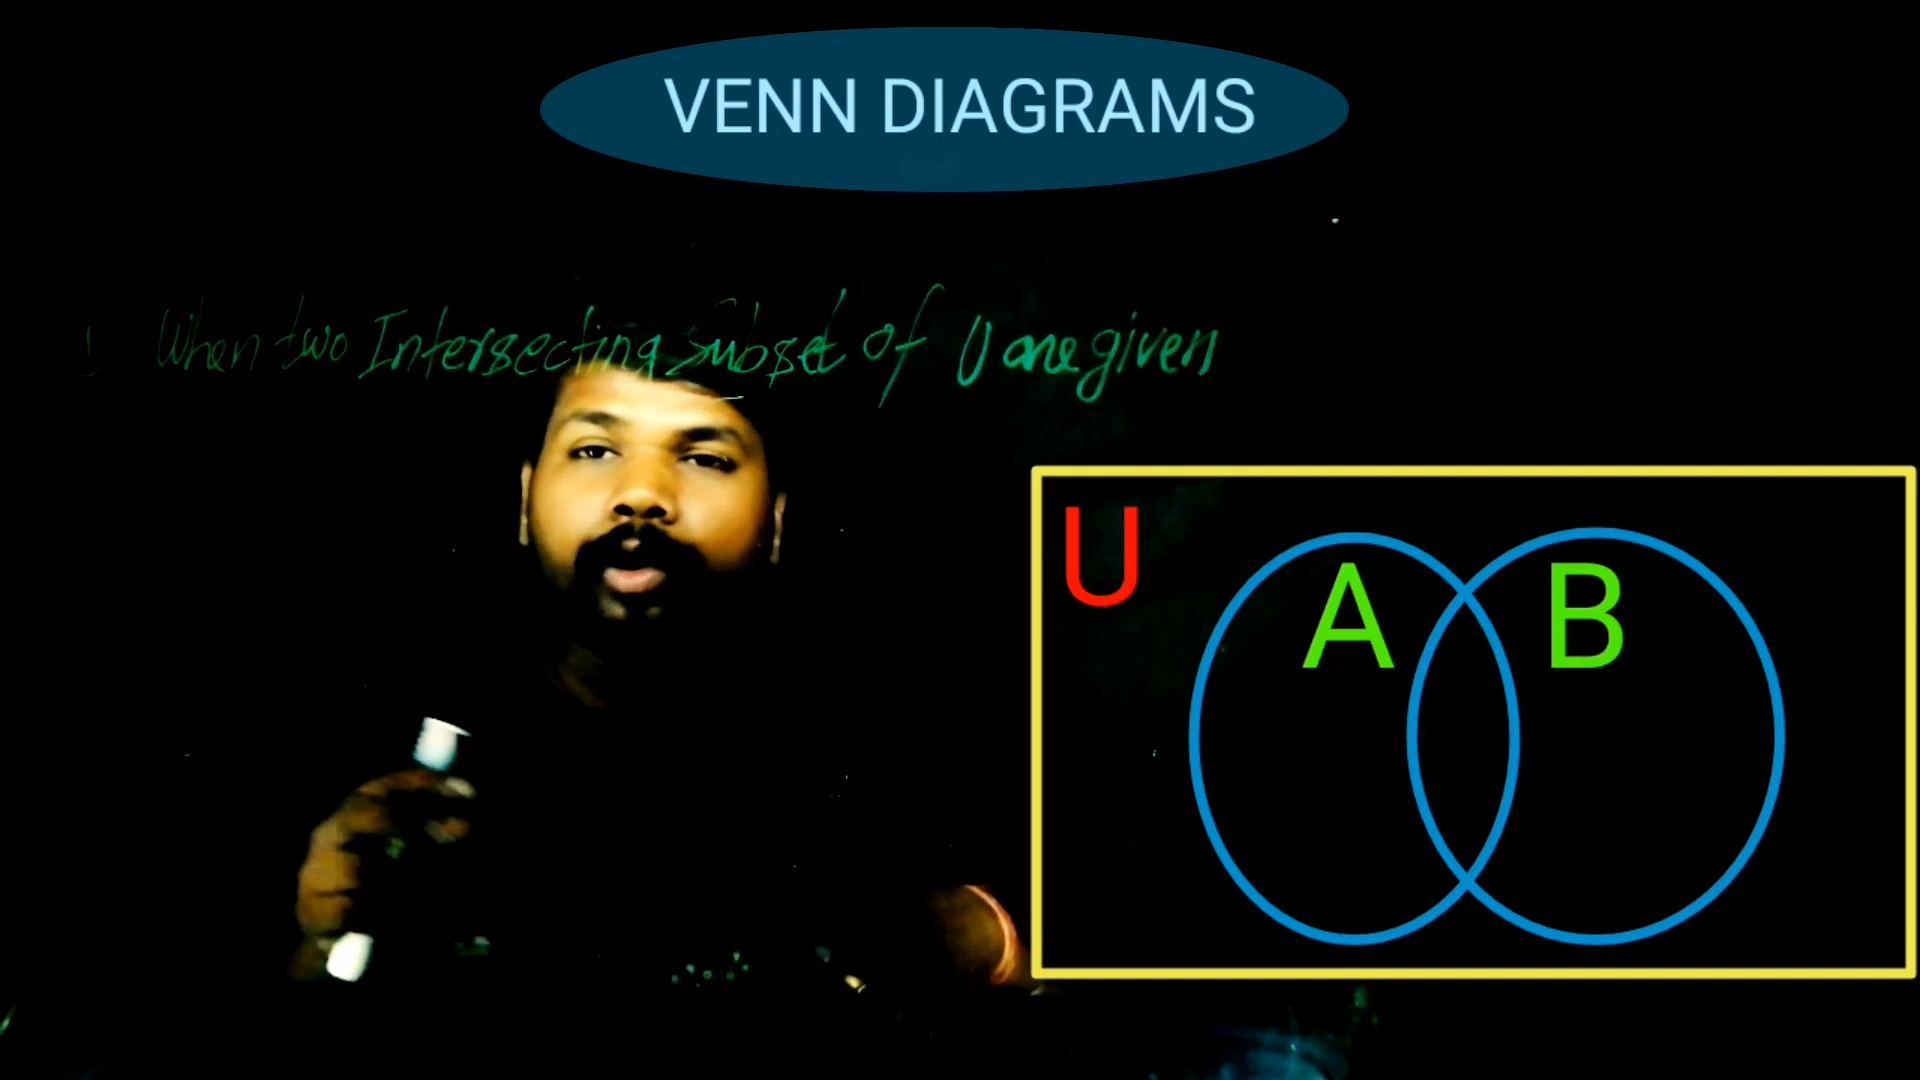 VENN DIAGRAMS
When two Intersecting Subset of U are given
U
A B